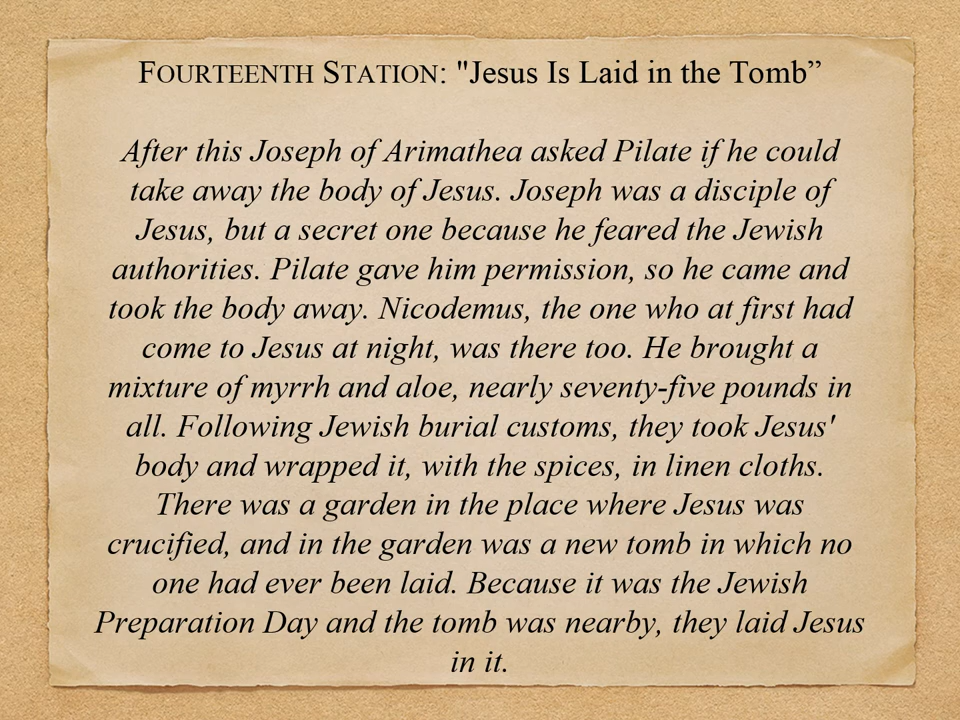 FOURTEENTH STATION: "Jesus Is Laid in the Tomb”
After this Joseph of Arimathea asked Pilate if he could
take away the body of Jesus. Joseph was a disciple of
Jesus, but a secret one because he feared the Jewish
authorities. Pilate gave him permission, so he came and
took the body away. Nicodemus, the one who at first had
come to Jesus at night, was there too. He brought a
mixture of myrrh and aloe, nearly seventy-five pounds in
all. Following Jewish burial customs, they took Jesus'
body and wrapped it, with the spices, in linen cloths.
There was a garden in the place where Jesus was
crucified, and in the garden was a new tomb in which no
one had ever been laid. Because it was the Jewish
Preparation Day and the tomb was nearby, they laid Jesus
in it.